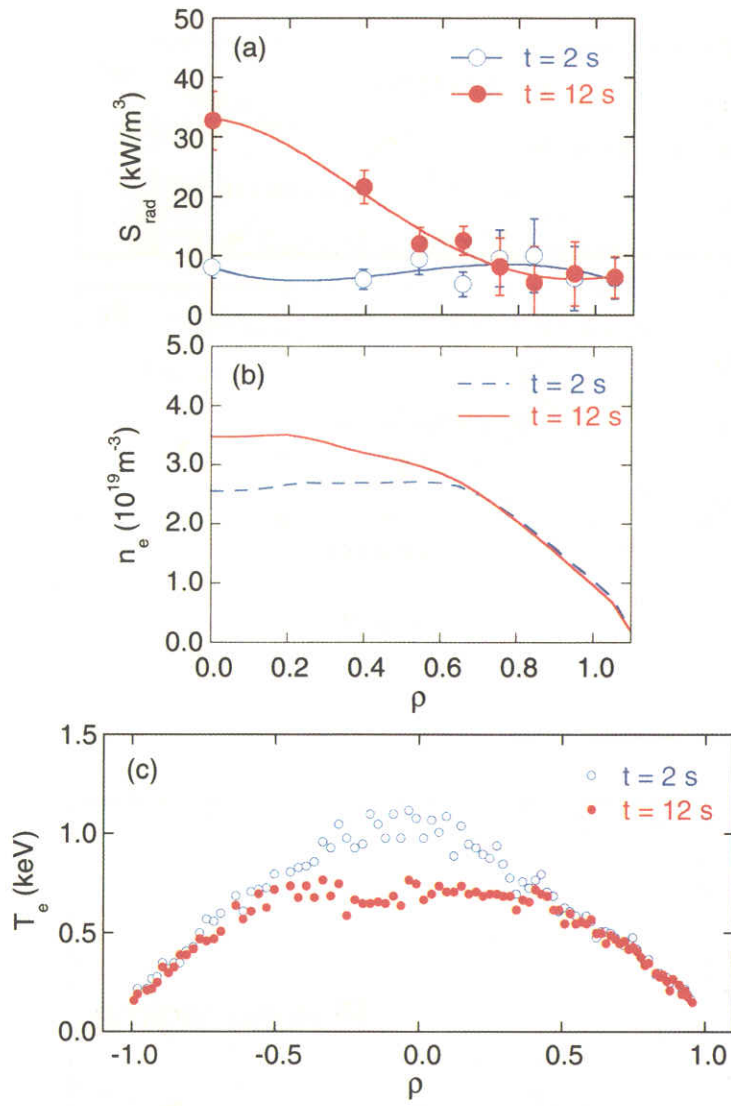 50
(a)
t = 2 s
40
t = 12 s
30
20
10
0
S_rad (kW/m³)
5.0
(b)
t = 2 s
4.0
t = 12 s
3.0
2.0
1.0
0.0
n_e (10¹⁹m⁻³)
0.0 0.2 0.4 0.6 0.8 1.0
ρ
1.5
(c)
t = 2 s
t = 12 s
1.0
0.5
0.0
T_e (keV)
-1.0 -0.5 0.0 0.5 1.0
ρ